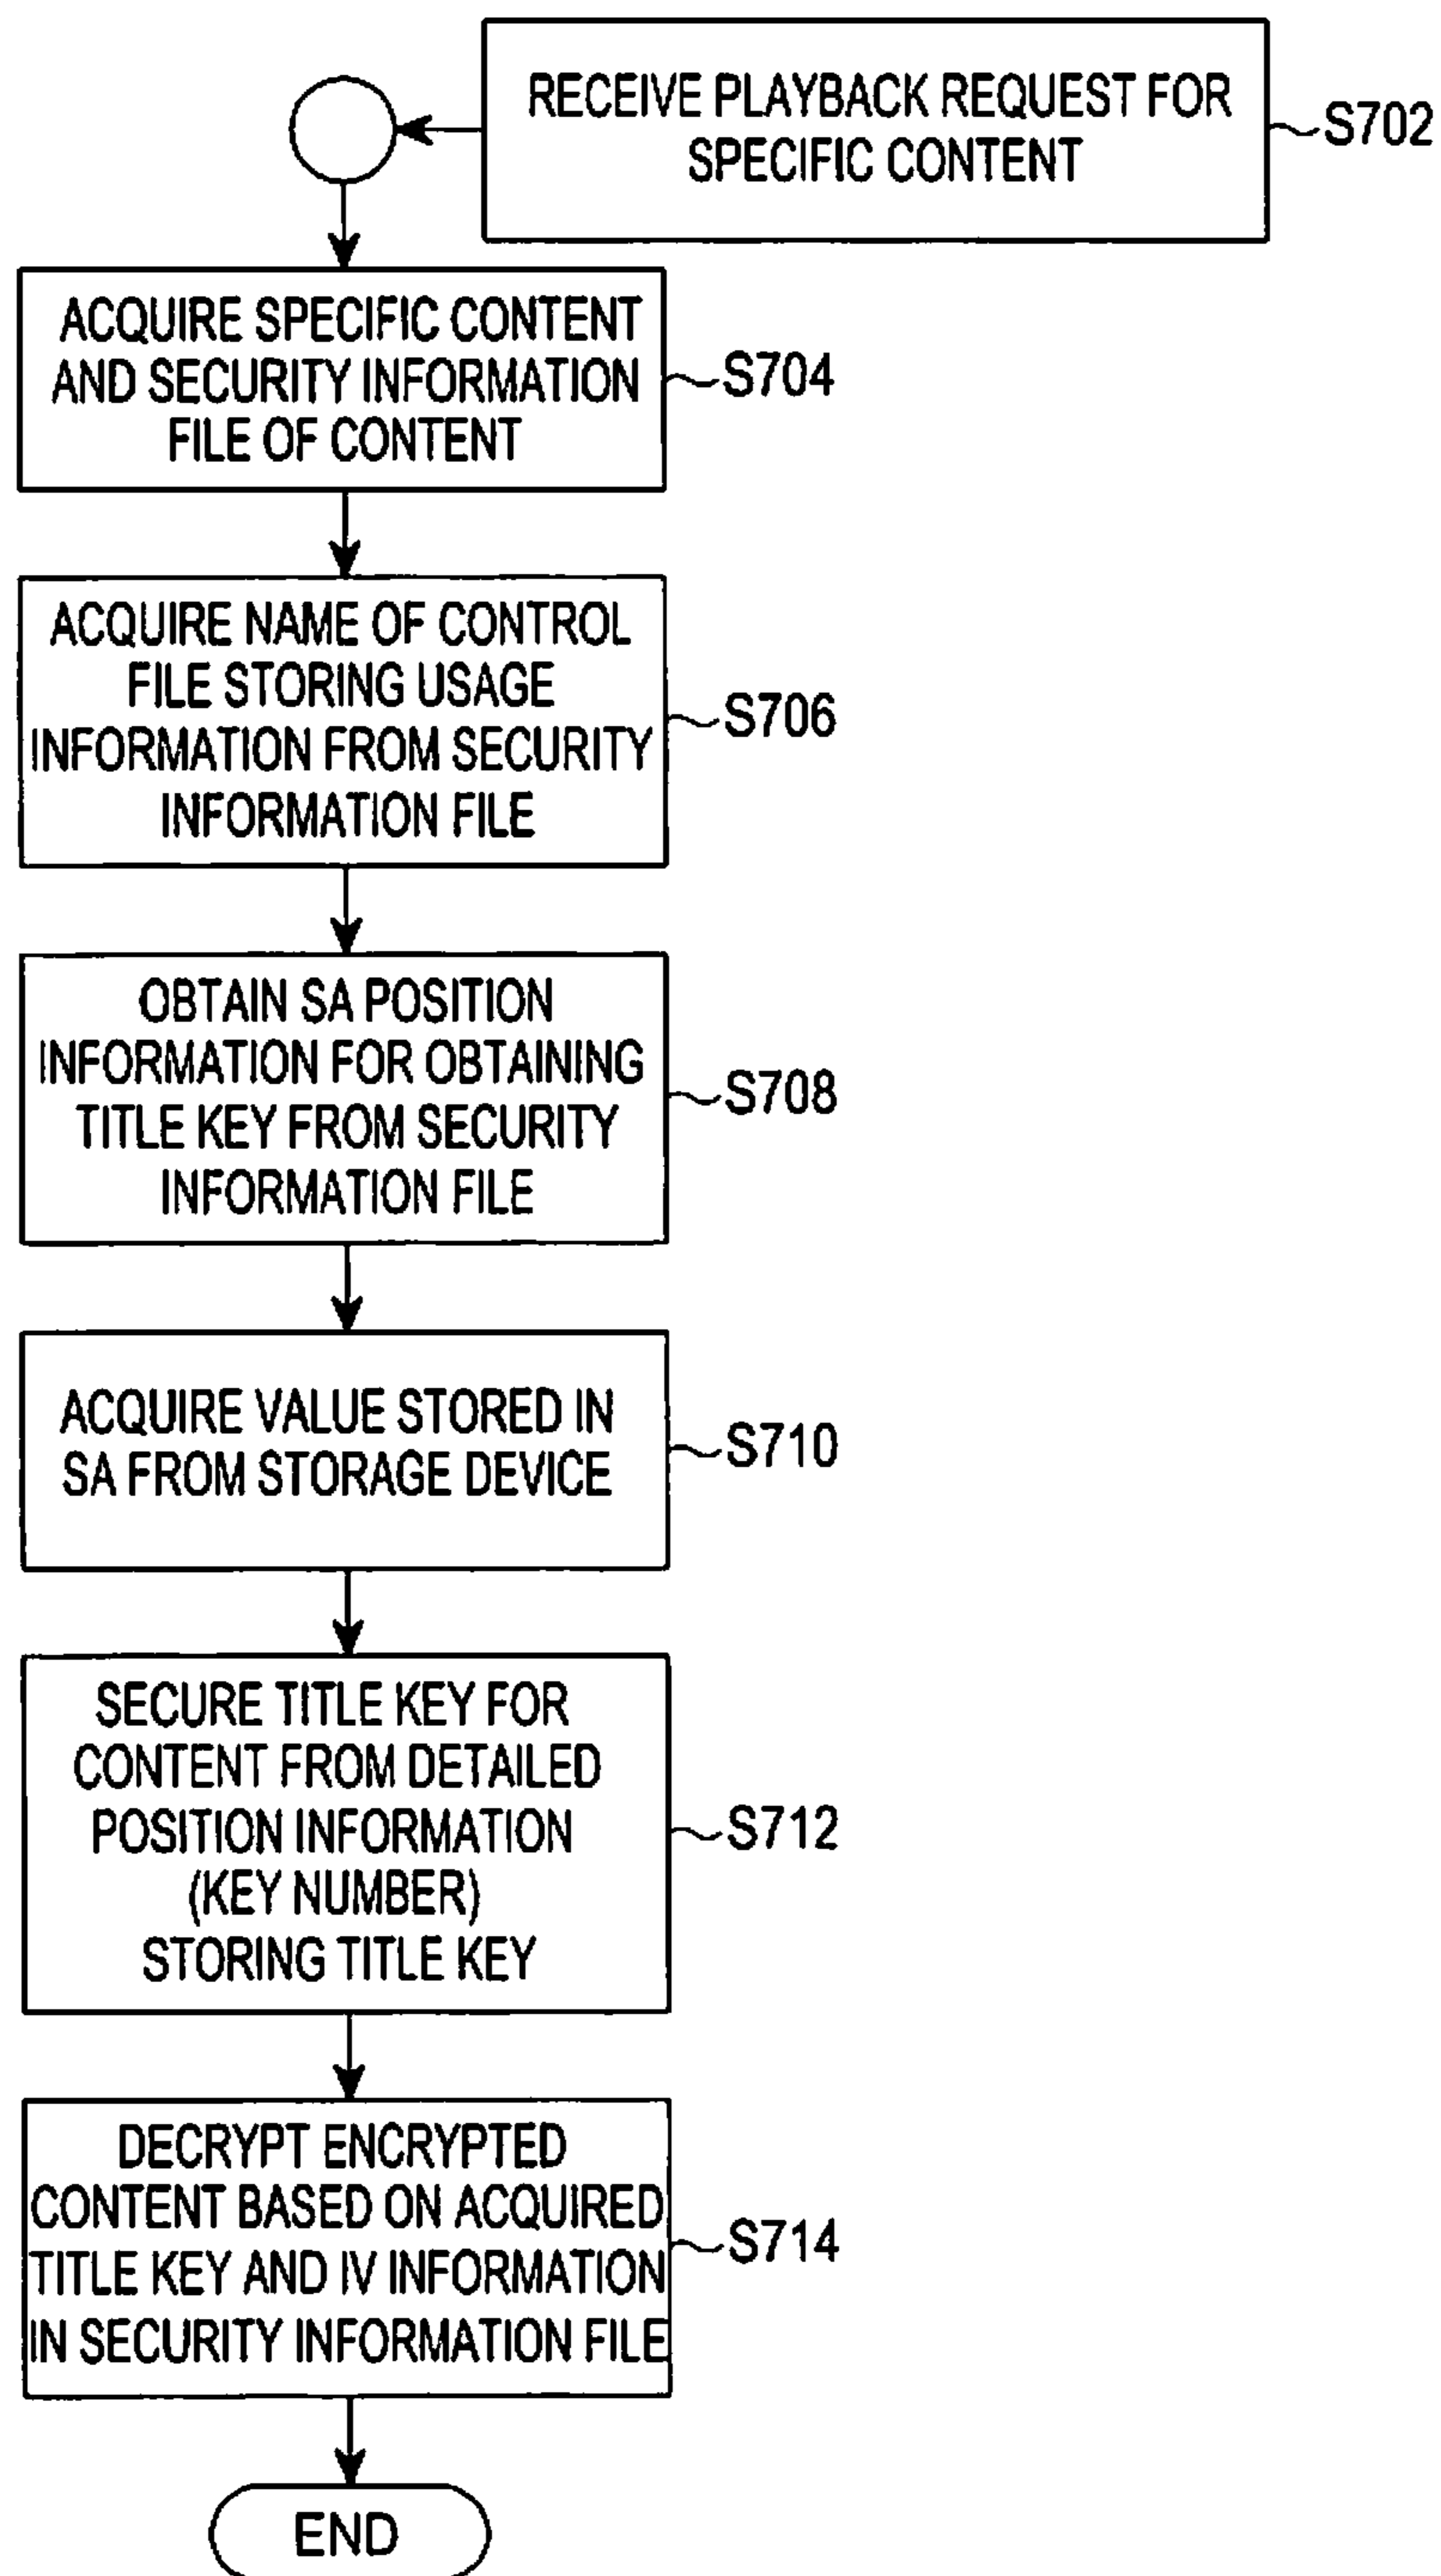 RECEIVE PLAYBACK REQUEST FOR
SPECIFIC CONTENT
S702
ACQUIRE SPECIFIC CONTENT
AND SECURITY INFORMATION
FILE OF CONTENT
S704
ACQUIRE NAME OF CONTROL
FILE STORING USAGE
INFORMATION FROM SECURITY
INFORMATION FILE
S706
OBTAIN SA POSITION
INFORMATION FOR OBTAINING
TITLE KEY FROM SECURITY
INFORMATION FILE
S708
ACQUIRE VALUE STORED IN
SA FROM STORAGE DEVICE
S710
SECURE TITLE KEY FOR
CONTENT FROM DETAILED
POSITION INFORMATION
(KEY NUMBER)
STORING TITLE KEY
S712
DECRYPT ENCRYPTED
CONTENT BASED ON ACQUIRED
TITLE KEY AND IV INFORMATION
IN SECURITY INFORMATION FILE
S714
END